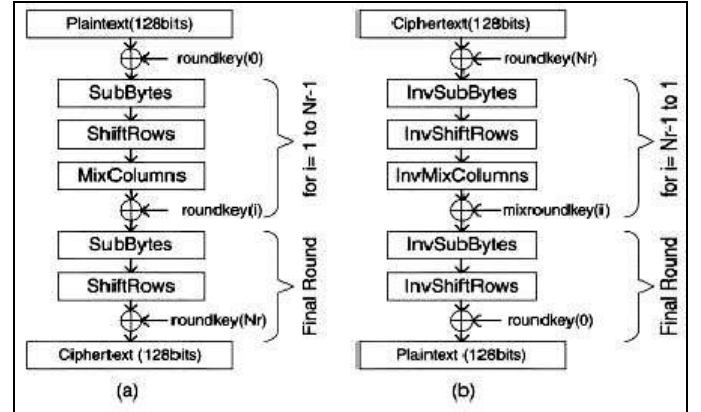 Plaintext(128bits)
roundkey(0)
SubBytes
ShiftRows
MixColumns
roundkey(i)
for i= 1 to Nr-1
SubBytes
ShiftRows
roundkey(Nr)
Final Round
Ciphertext (128bits)
(a)
Ciphertext(128bits)
roundkey(Nr)
InvSubBytes
InvShiftRows
InvMixColumns
mixroundkey(i)
for i= Nr-1 to 1
InvSubBytes
InvShiftRows
roundkey(0)
Final Round
Plaintext (128bits)
(b)